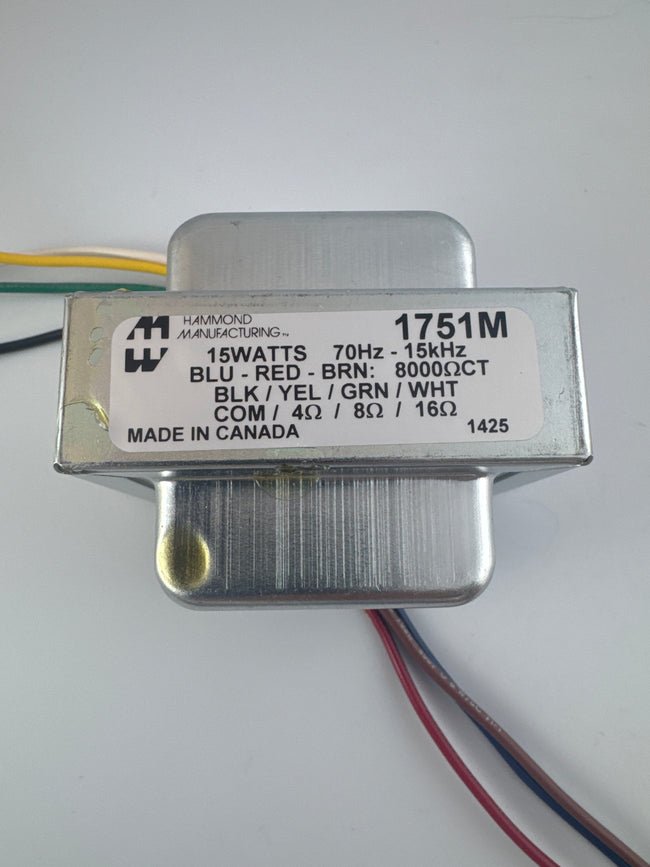 HAMMOND
MANUFACTURING™
1751M
15WATTS 70Hz - 15kHz
BLU - RED - BRN: 8000ΩCT
BLK / YEL / GRN / WHT
COM / 4Ω / 8Ω / 16Ω
MADE IN CANADA 1425